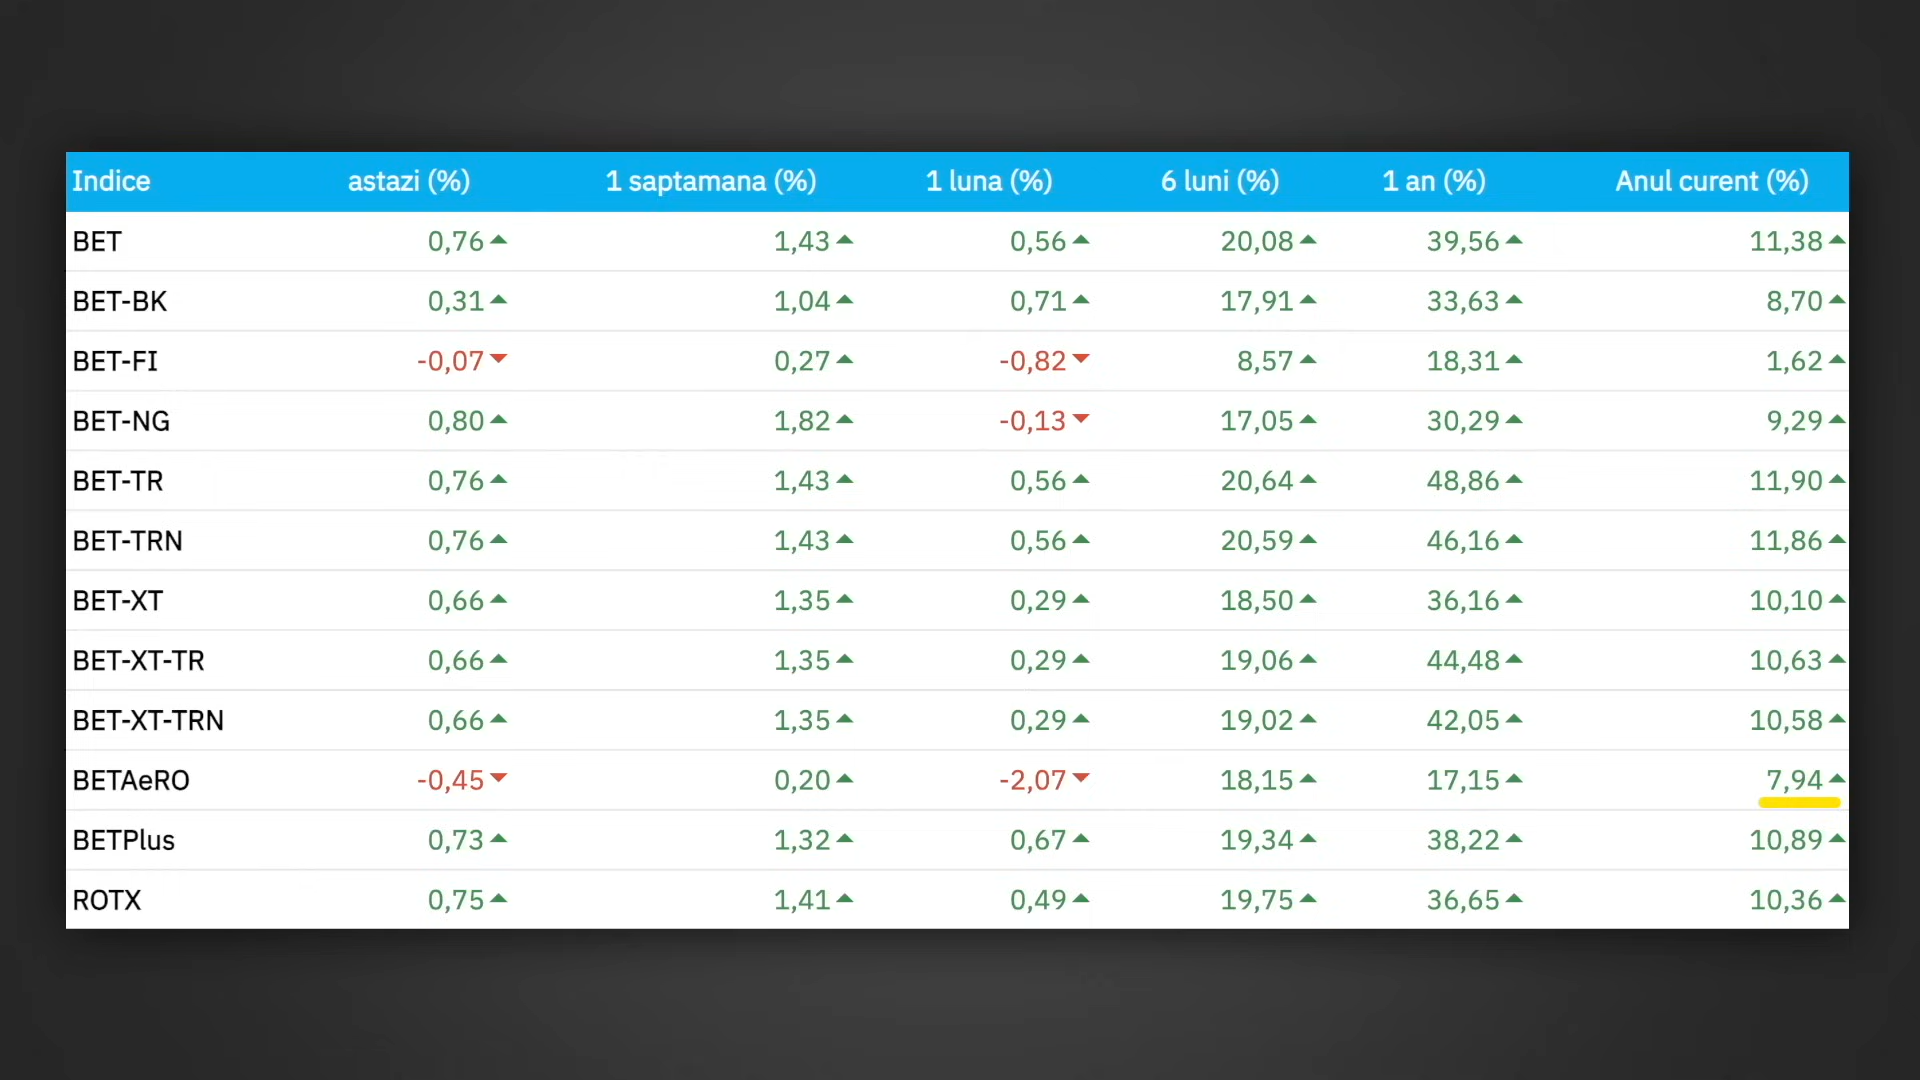 Indice astazi (%) 1 saptamana (%) 1 luna (%) 6 luni (%) 1 an (%) Anul curent (%)
BET 0,76 1,43 0,56 20,08 39,56 11,38
BET-BK 0,31 1,04 0,71 17,91 33,63 8,70
BET-FI -0,07 0,27 -0,82 8,57 18,31 1,62
BET-NG 0,80 1,82 -0,13 17,05 30,29 9,29
BET-TR 0,76 1,43 0,56 20,64 48,86 11,90
BET-TRN 0,76 1,43 0,56 20,59 46,16 11,86
BET-XT 0,66 1,35 0,29 18,50 36,16 10,10
BET-XT-TR 0,66 1,35 0,29 19,06 44,48 10,63
BET-XT-TRN 0,66 1,35 0,29 19,02 42,05 10,58
BETAeRO -0,45 0,20 -2,07 18,15 17,15 7,94
BETPlus 0,73 1,32 0,67 19,34 38,22 10,89
ROTX 0,75 1,41 0,49 19,75 36,65 10,36